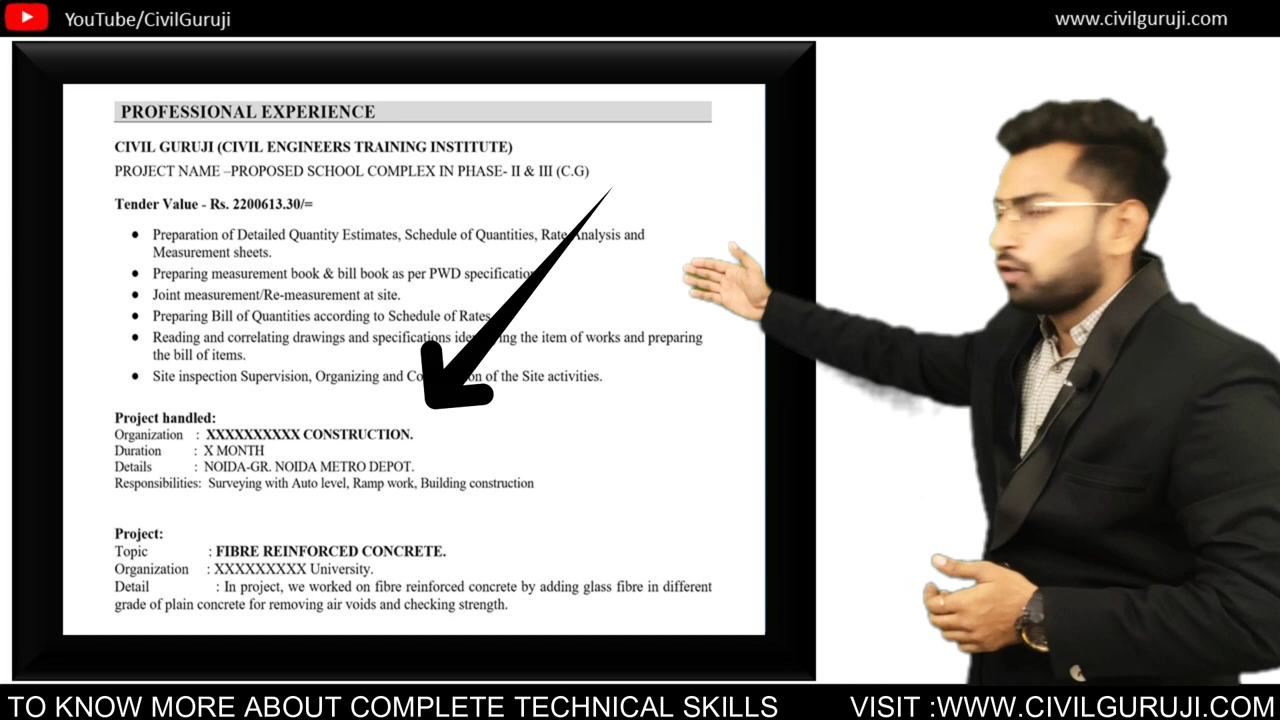 YouTube/CivilGuruji
www.civilguruji.com
PROFESSIONAL EXPERIENCE
CIVIL GURUJI (CIVIL ENGINEERS TRAINING INSTITUTE)
PROJECT NAME –PROPOSED SCHOOL COMPLEX IN PHASE- II & III (C.G)
Tender Value - Rs. 2200613.30/=
• Preparation of Detailed Quantity Estimates, Schedule of Quantities, Rate Analysis and
Measurement sheets.
• Preparing measurement book & bill book as per PWD
• Joint measurement/Re-measurement at site.
• Preparing Bill of Quantities according to Schedule of Rates
• Reading and correlating drawings and specifications the item of works and preparing
the bill of items.
• Site inspection Supervision, Organizing and of the Site activities.
Project handled:
Organization : XXXXXXXXXX CONSTRUCTION.
Duration : X MONTH
Details : NOIDA-GR. NOIDA METRO DEPOT.
Responsibilities: Surveying with Auto level, Ramp work, Building construction
Project:
Topic : FIBRE REINFORCED CONCRETE.
Organization : XXXXXXXXX University.
Detail : In project, we worked on fibre reinforced concrete by adding glass fibre in different
grade of plain concrete for removing air voids and checking strength.
TO KNOW MORE ABOUT COMPLETE TECHNICAL SKILLS
VISIT :WWW.CIVILGURUJI.COM